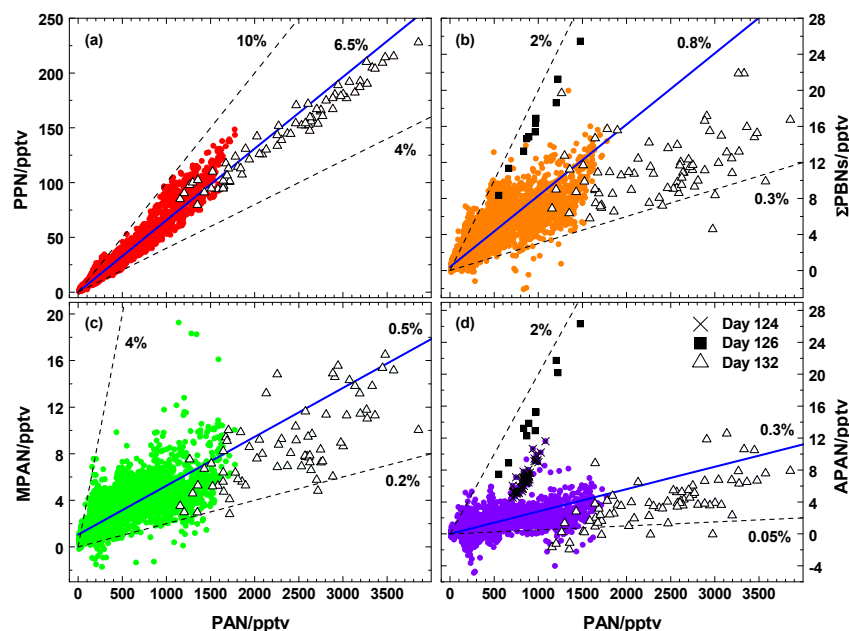 (a)
10%
6.5%
4%
250
200
150
100
50
0
PPN/pptv
(b)
2%
0.8%
0.3%
28
24
20
16
12
8
4
0
ΣPBNs/pptv
(c)
4%
0.5%
0.2%
20
16
12
8
4
0
MPAN/pptv
0 500 1000 1500 2000 2500 3000 3500
PAN/pptv
(d)
2%
Day 124
Day 126
Day 132
0.3%
0.05%
28
24
20
16
12
8
4
0
-4
APAN/pptv
0 500 1000 1500 2000 2500 3000 3500
PAN/pptv